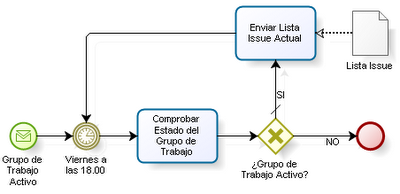 Enviar Lista
Issue Actual
Lista Issue
SI
Comprobar
Estado del
Grupo de
Trabajo
NO
Grupo de
Trabajo
Activo
Viernes a
las 18.00
¿Grupo de
Trabajo Activo?